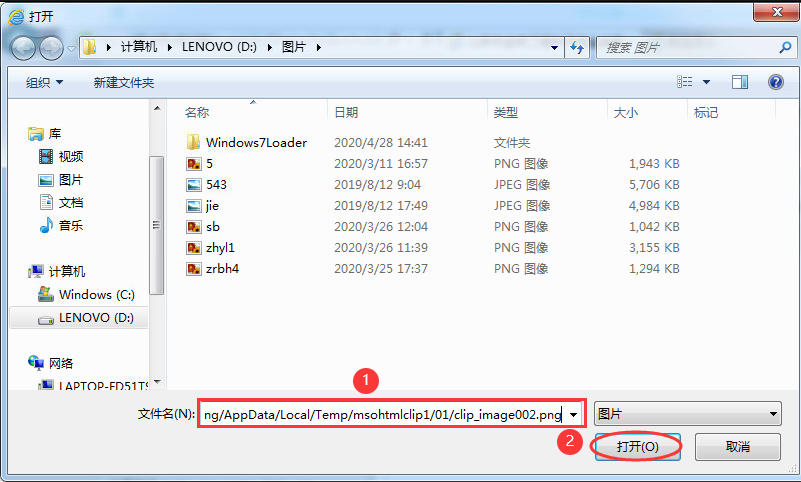 打开
计算机 LENOVO (D:) 图片
搜索 图片
组织 新建文件夹
名称 日期 类型 大小 标记
库
视频
图片
文档
音乐
计算机
Windows (C:)
LENOVO (D:)
网络
LAPTOP-FD51TS
Windows7Loader 2020/4/28 14:41 文件夹
5 2020/3/11 16:57 PNG 图像 1,943 KB
543 2019/8/12 9:04 JPEG 图像 5,706 KB
jie 2019/8/12 17:49 JPEG 图像 4,984 KB
sb 2020/3/26 12:04 PNG 图像 1,042 KB
zhyl1 2020/3/26 11:39 PNG 图像 3,155 KB
zrbh4 2020/3/25 17:37 PNG 图像 1,294 KB
1
文件名(N): ng/AppData/Local/Temp/msohtmlclip1/01/clip_image002.png 图片
2
打开(O) 取消